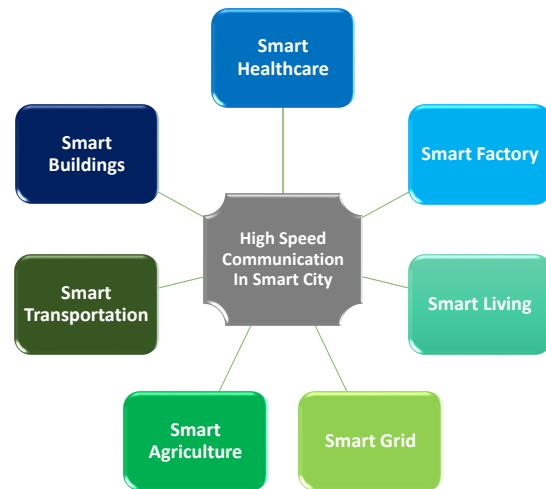 Smart
Healthcare
Smart
Buildings
Smart Factory
High Speed
Communication
In Smart City
Smart
Transportation
Smart Living
Smart
Agriculture
Smart Grid